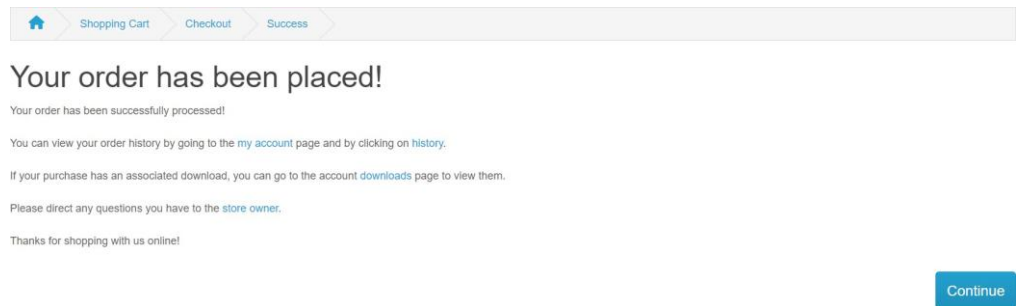 Shopping Cart Checkout Success
Your order has been placed!
Your order has been successfully processed!
You can view your order history by going to the my account page and by clicking on history.
If your purchase has an associated download, you can go to the account downloads page to view them.
Please direct any questions you have to the store owner.
Thanks for shopping with us online!
Continue